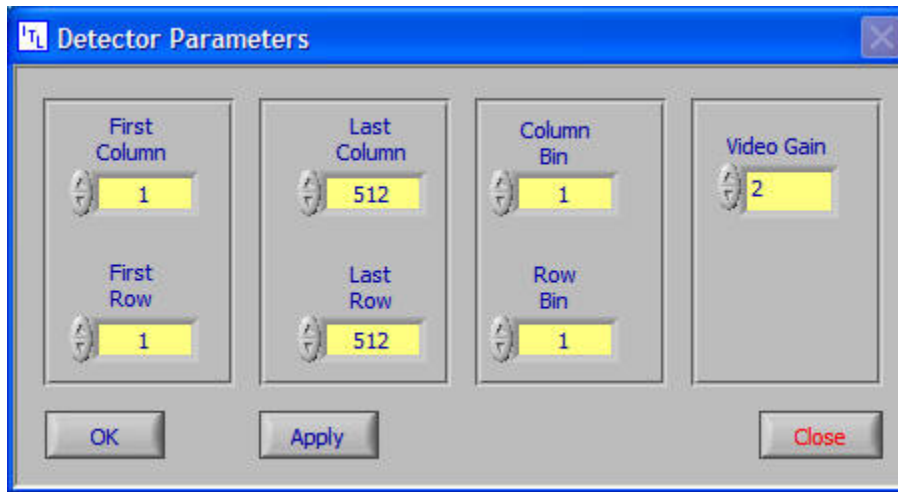 ITL Detector Parameters
First Column
Last Column
Column Bin
Video Gain
1
512
1
2
First Row
Last Row
Row Bin
1
512
1
OK
Apply
Close